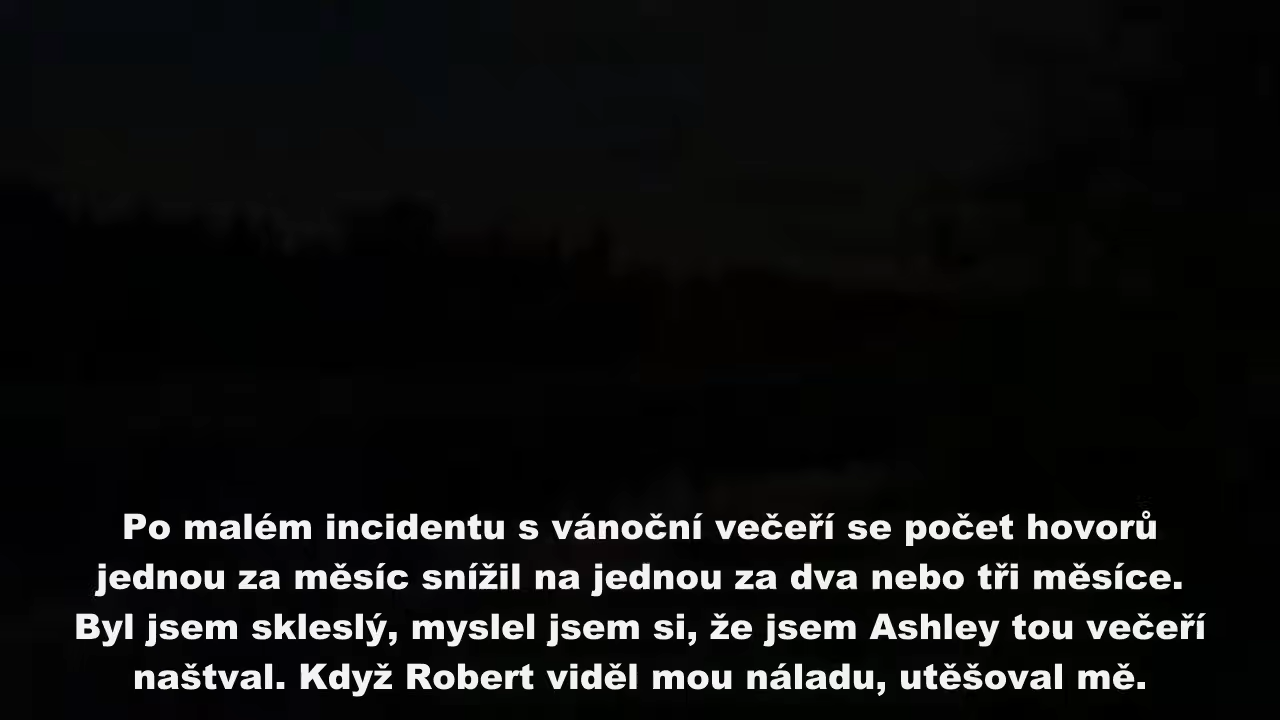 Po malém incidentu s vánoční večeří se počet hovorů
jednou za měsíc snížil na jednou za dva nebo tři měsíce.
Byl jsem skleslý, myslel jsem si, že jsem Ashley tou večeří
naštval. Když Robert viděl mou náladu, utěšoval mě.